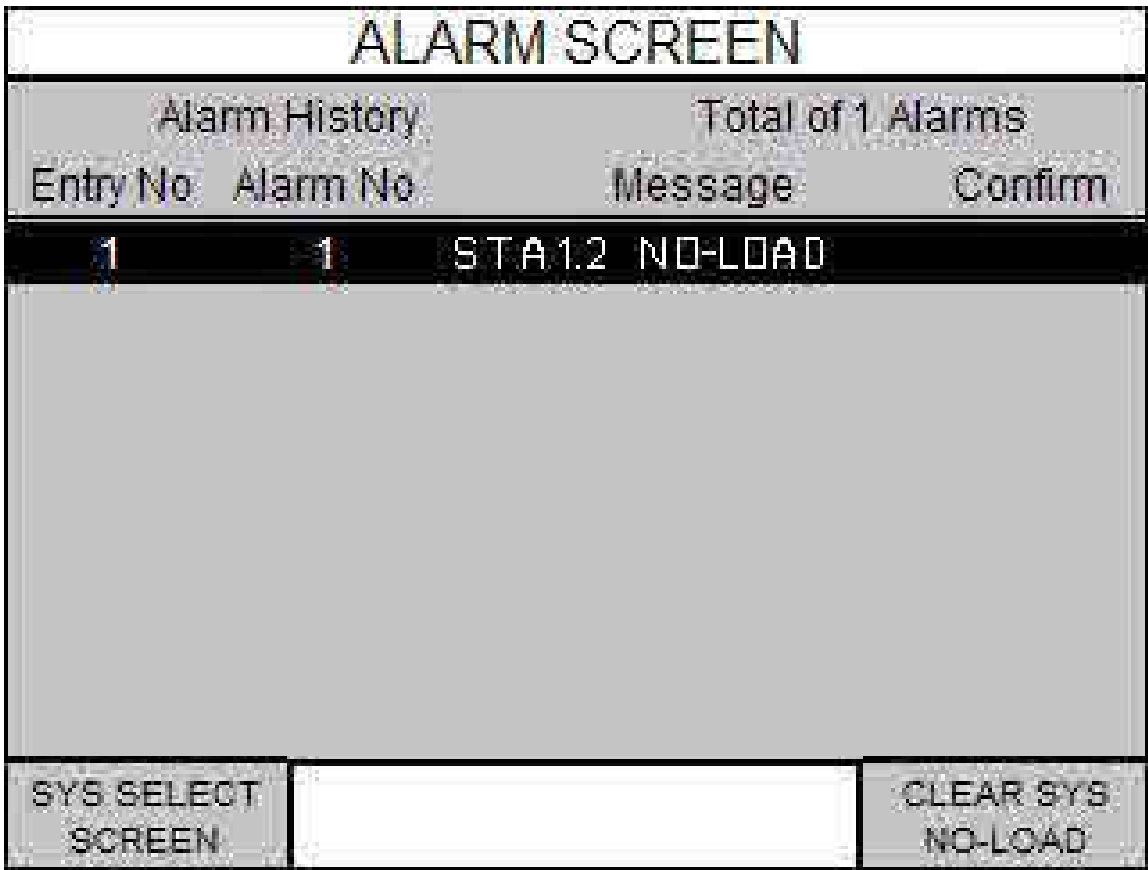 ALARM SCREEN
Alarm History Total of 1 Alarms
Entry No Alarm No Message Confirm
1 1 STA1.2 NO-LOAD
SYS SELECT SCREEN
CLEAR SYS NO-LOAD